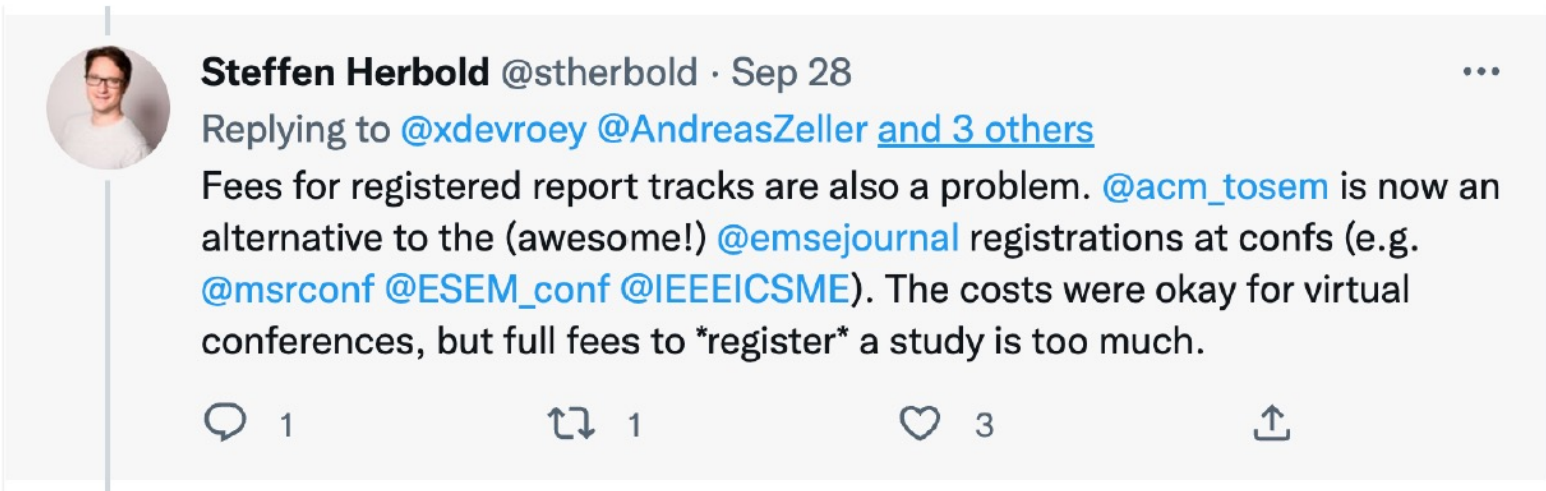 Steffen Herbold @stherbold · Sep 28
Replying to @xdevroey @AndreasZeller and 3 others
Fees for registered report tracks are also a problem. @acm_tosem is now an
alternative to the (awesome!) @emsejournal registrations at confs (e.g.
@msrconf @ESEM_conf @IEEEICSME). The costs were okay for virtual
conferences, but full fees to *register* a study is too much.
1 1 3